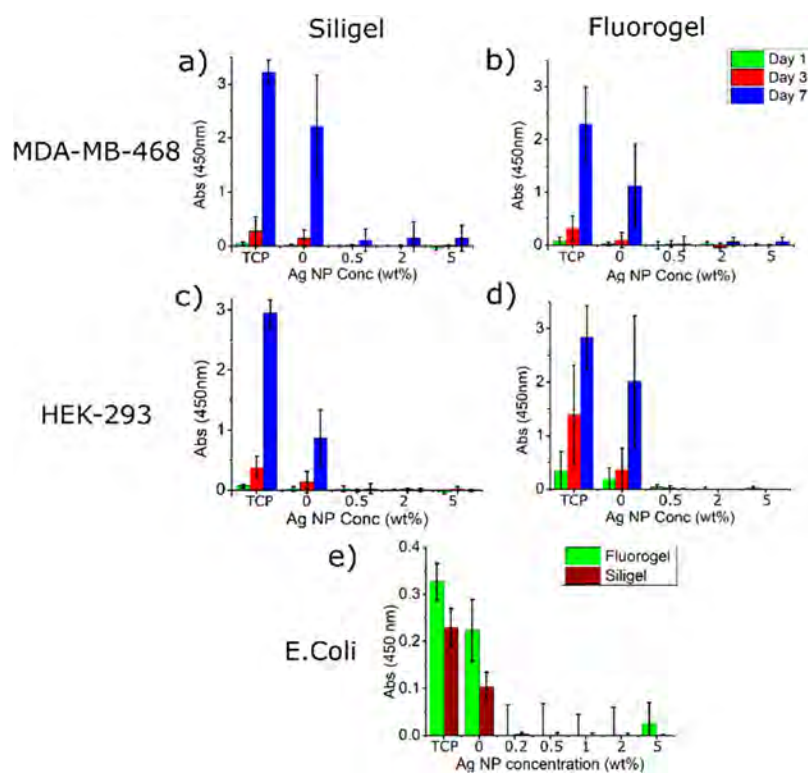 Siligel
Fluorogel
a)
b)
Day 1
Day 3
Day 7
MDA-MB-468
Abs (450nm)
3
2
1
0
TCP 0 0.5 2 5
Ag NP Conc (wt%)
Abs (450nm)
3
2
1
0
TCP 0 0.5 2 5
Ag NP Conc (wt%)
c)
d)
HEK-293
Abs (450nm)
3
2
1
0
TCP 0 0.5 2 5
Ag NP Conc (wt%)
Abs (450nm)
3
2
1
0
TCP 0 0.5 2 5
Ag NP Conc (wt%)
e)
Fluorogel
Siligel
E.Coli
Abs (450 nm)
0.4
0.3
0.2
0.1
0.0
TCP 0 0.2 0.5 1 2 5
Ag NP concentration (wt%)